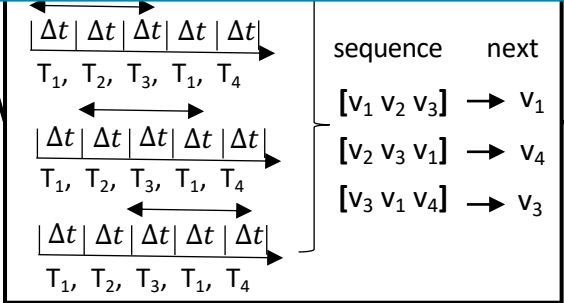 | Δt | Δt | Δt | Δt | Δt|
T₁, T₂, T₃, T₁, T₄
| Δt | Δt | Δt | Δt | Δt|
T₁, T₂, T₃, T₁, T₄
| Δt | Δt | Δt | Δt | Δt|
T₁, T₂, T₃, T₁, T₄
sequence next
[v₁ v₂ v₃] → v₁
[v₂ v₃ v₁] → v₄
[v₃ v₁ v₄] → v₃